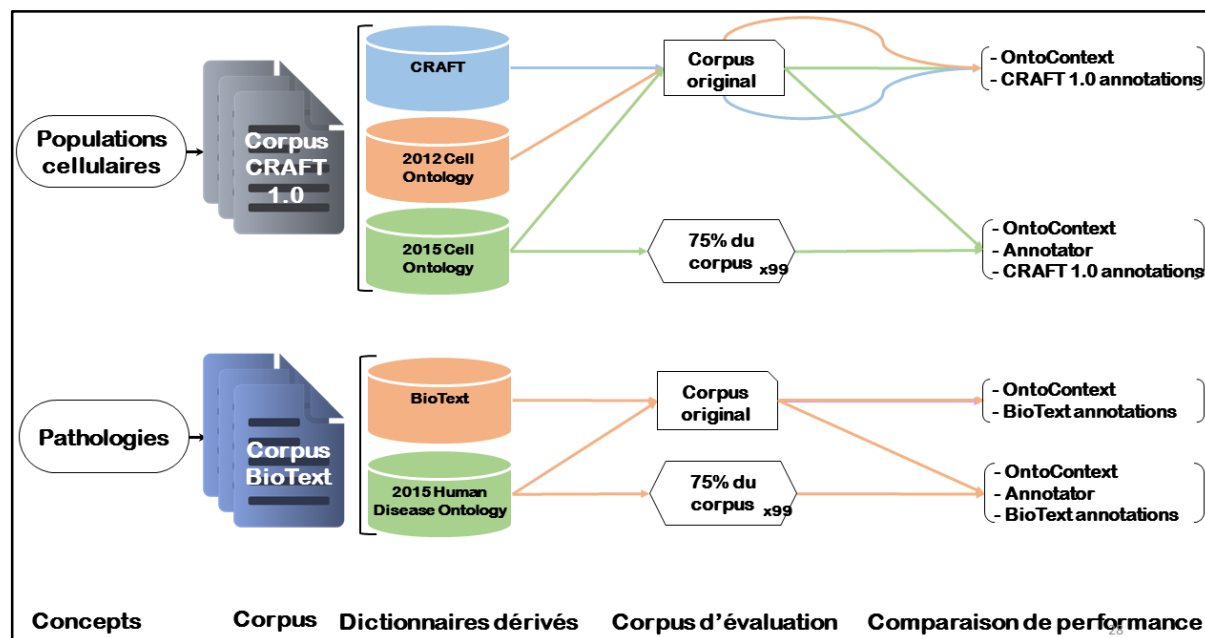 Populations
cellulaires
Corpus
CRAFT
1.0
CRAFT
2012 Cell
Ontology
2015 Cell
Ontology
Corpus
original
75% du
corpus x99
- OntoContext
- CRAFT 1.0 annotations
- OntoContext
- Annotator
- CRAFT 1.0 annotations
Pathologies
Corpus
BioText
BioText
2015 Human
Disease Ontology
Corpus
original
75% du
corpus x99
- OntoContext
- BioText annotations
- OntoContext
- Annotator
- BioText annotations
Concepts
Corpus
Dictionnaires dérivés
Corpus d'évaluation
Comparaison de performance
28